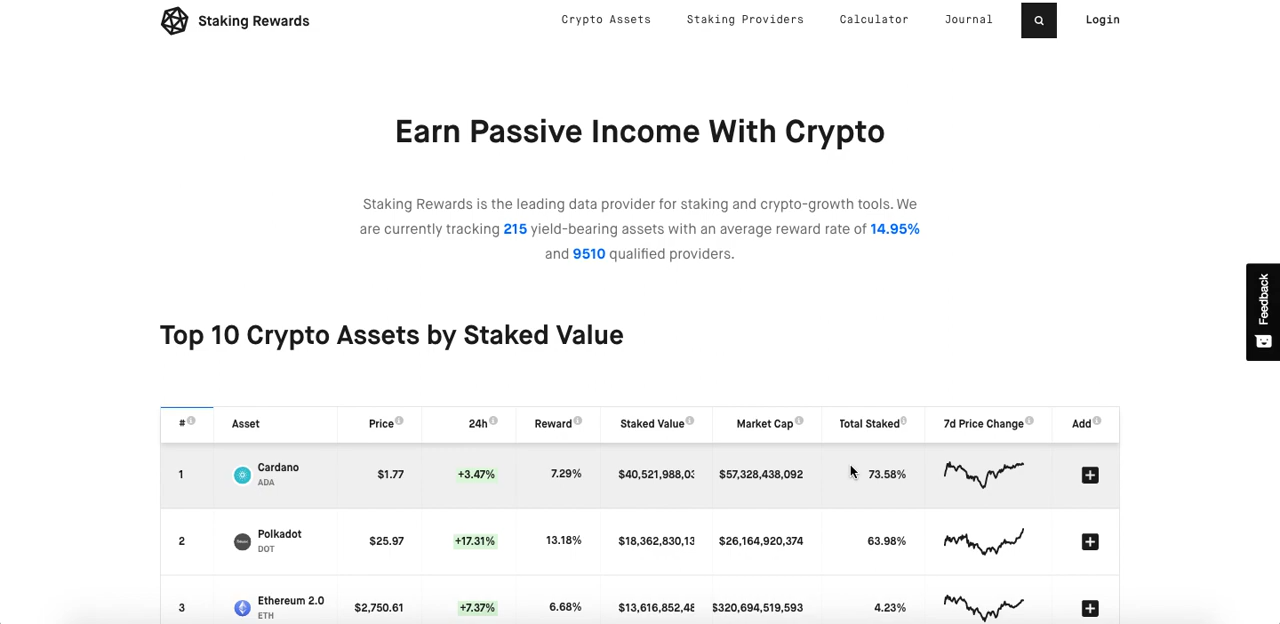 Staking Rewards
Crypto Assets Staking Providers Calculator Journal Login
Earn Passive Income With Crypto
Staking Rewards is the leading data provider for staking and crypto-growth tools. We
are currently tracking 215 yield-bearing assets with an average reward rate of 14.95%
and 9510 qualified providers.
Feedback
Top 10 Crypto Assets by Staked Value
# Asset Price 24h Reward Staked Value Market Cap Total Staked 7d Price Change Add
1 Cardano ADA $1.77 +3.47% 7.29% $40,521,988,03 $57,328,438,092 73.58%
2 Polkadot DOT $25.97 +17.31% 13.18% $18,362,830,13 $26,164,920,374 63.98%
3 Ethereum 2.0 ETH $2,750.61 +7.37% 6.68% $13,616,852,48 $320,694,519,593 4.23%